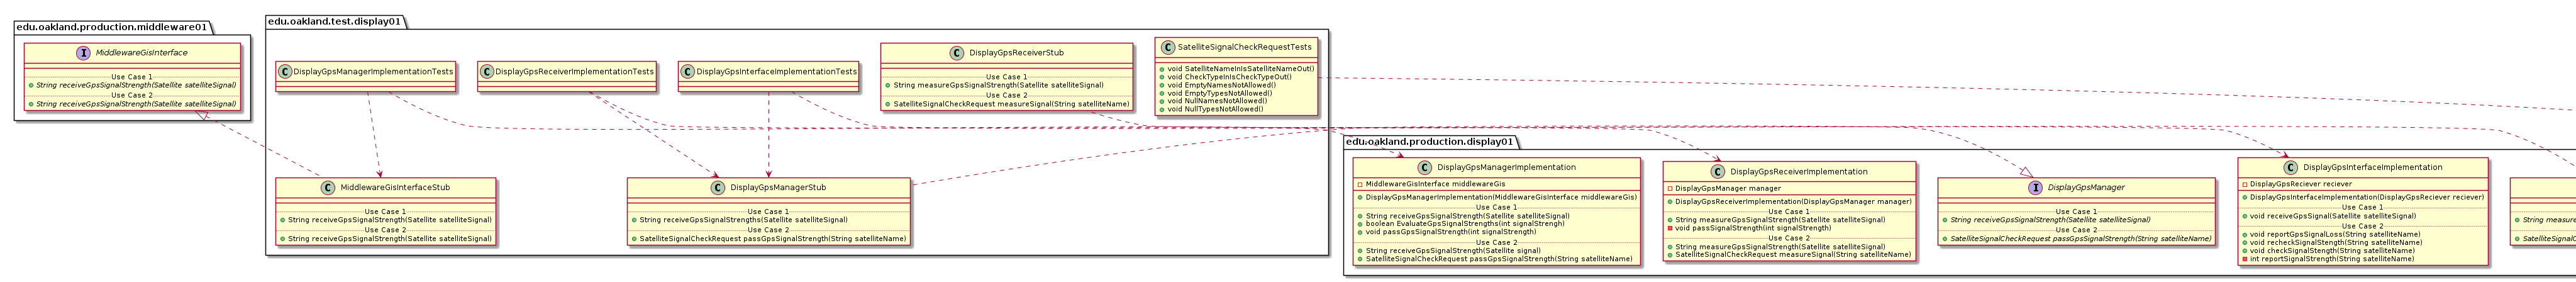 edu.oakland.production.middleware01
I MiddlewareGisInterface
Use Case 1
String receiveGpsSignalStrength(Satellite satelliteSignal)
Use Case 2
String receiveGpsSignalStrength(Satellite satelliteSignal)
edu.oakland.test.display01
C DisplayGpsManagerImplementationTests
C DisplayGpsReceiverImplementationTests
C DisplayGpsInterfaceImplementationTests
C DisplayGpsReceiverStub
Use Case 1
String measureGpsSignalStrength(Satellite satelliteSignal)
Use Case 2
SatelliteSignalCheckRequest measureSignal(String satelliteName)
C SatelliteSignalCheckRequestTests
void SatelliteNameInIsSatelliteNameOut()
void CheckTypeInIsCheckTypeOut()
void EmptyNamesNotAllowed()
void EmptyTypesNotAllowed()
void NullNamesNotAllowed()
void NullTypesNotAllowed()
C MiddlewareGisInterfaceStub
Use Case 1
String receiveGpsSignalStrength(Satellite satelliteSignal)
Use Case 2
String receiveGpsSignalStrength(Satellite satelliteSignal)
C DisplayGpsManagerStub
Use Case 1
String receiveGpsSignalStrengths(Satellite satelliteSignal)
Use Case 2
SatelliteSignalCheckRequest passGpsSignalStrength(String satelliteName)
edu.oakland.production.display01
C DisplayGpsManagerImplementation
MiddlewareGisInterface middlewareGis
DisplayGpsManagerImplementation(MiddlewareGisInterface middlewareGis)
Use Case 1
String receiveGpsSignalStrength(Satellite satelliteSignal)
boolean EvaluateGpsSignalStrengths(int signalStrengh)
void passGpsSignalStrength(int signalStrength)
Use Case 2
String receiveGpsSignalStrength(Satellite signal)
SatelliteSignalCheckRequest passGpsSignalStrength(String satelliteName)
C DisplayGpsReceiverImplementation
DisplayGpsManager manager
DisplayGpsReceiverImplementation(DisplayGpsManager manager)
Use Case 1
String measureGpsSignalStrength(Satellite satelliteSignal)
void passSignalStrength(int signalStrength)
Use Case 2
String measureGpsSignalStrength(Satellite satelliteSignal)
SatelliteSignalCheckRequest measureSignal(String satelliteName)
I DisplayGpsManager
Use Case 1
String receiveGpsSignalStrength(Satellite satelliteSignal)
Use Case 2
SatelliteSignalCheckRequest passGpsSignalStrength(String satelliteName)
C DisplayGpsInterfaceImplementation
DisplayGpsReciever reciever
DisplayGpsInterfaceImplementation(DisplayGpsReciever reciever)
Use Case 1
void receiveSignal(Satellite satelliteSignal)
Use Case 2
void reportGpsSignalLoss(String satelliteName)
void recheckSignalStength(String satelliteName)
void checkSignalStength(String satelliteName)
int reportSignalStrength(String satelliteName)
String